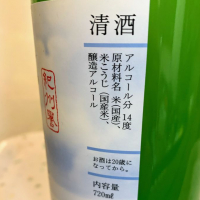 清酒
アルコール分 14度
原材料名 米(国産)、
米こうじ(国産米)、
醸造アルコール
お酒は20歳に
なってから。
内容量
720ml
紀州